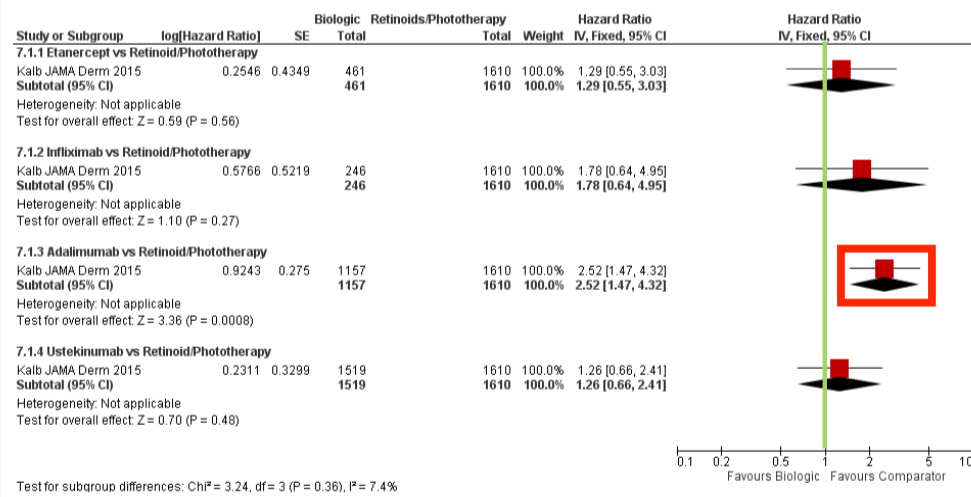 Biologic Retinoids/Phototherapy Hazard Ratio Hazard Ratio
Study or Subgroup log[Hazard Ratio] SE Total Total Weight IV, Fixed, 95% CI IV, Fixed, 95% CI
7.1.1 Etanercept vs Retinoid/Phototherapy
Kalb JAMA Derm 2015 0.2546 0.4349 461 1610 100.0% 1.29 [0.55, 3.03]
Subtotal (95% CI) 461 1610 100.0% 1.29 [0.55, 3.03]
Heterogeneity: Not applicable
Test for overall effect: Z = 0.59 (P = 0.56)
7.1.2 Infliximab vs Retinoid/Phototherapy
Kalb JAMA Derm 2015 0.5766 0.5219 246 1610 100.0% 1.78 [0.64, 4.95]
Subtotal (95% CI) 246 1610 100.0% 1.78 [0.64, 4.95]
Heterogeneity: Not applicable
Test for overall effect: Z = 1.10 (P = 0.27)
7.1.3 Adalimumab vs Retinoid/Phototherapy
Kalb JAMA Derm 2015 0.9243 0.275 1157 1610 100.0% 2.52 [1.47, 4.32]
Subtotal (95% CI) 1157 1610 100.0% 2.52 [1.47, 4.32]
Heterogeneity: Not applicable
Test for overall effect: Z = 3.36 (P = 0.0008)
7.1.4 Ustekinumab vs Retinoid/Phototherapy
Kalb JAMA Derm 2015 0.2311 0.3299 1519 1610 100.0% 1.26 [0.66, 2.41]
Subtotal (95% CI) 1519 1610 100.0% 1.26 [0.66, 2.41]
Heterogeneity: Not applicable
Test for overall effect: Z = 0.70 (P = 0.48)
0.1 0.2 0.5 1 2 5 10
Favours Biologic Favours Comparator
Test for subgroup differences: Chi² = 3.24, df = 3 (P = 0.36), I² = 7.4%